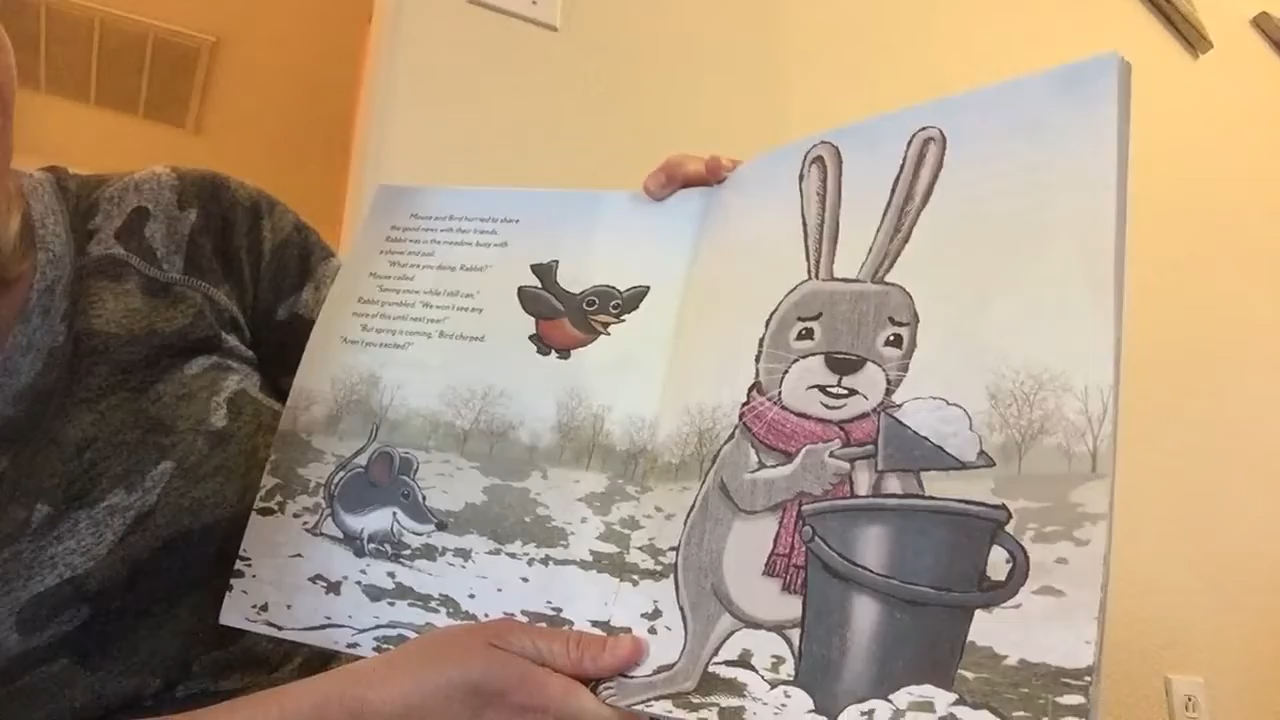 Mouse and Bird hurried to share
the good news with their friends.
Rabbit was in the meadow, busy with
a shovel and pail.
"What are you doing, Rabbit?"
Mouse called.
"Saving snow, while I still can,"
Rabbit grumbled. "We won't see any
more of this until next year!"
"But spring is coming," Bird chirped.
"Aren't you excited?"